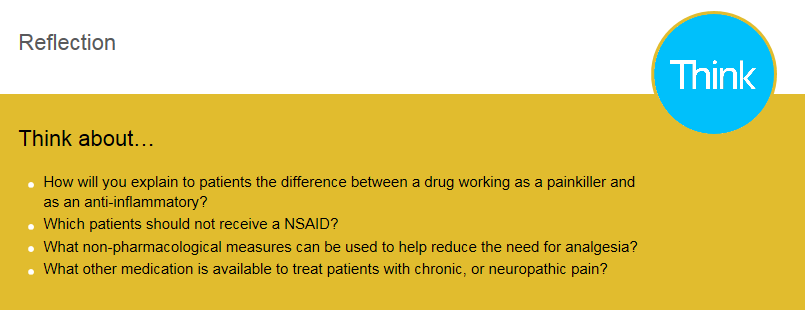 Reflection
Think
Think about…
How will you explain to patients the difference between a drug working as a painkiller and
as an anti-inflammatory?
Which patients should not receive a NSAID?
What non-pharmacological measures can be used to help reduce the need for analgesia?
What other medication is available to treat patients with chronic, or neuropathic pain?